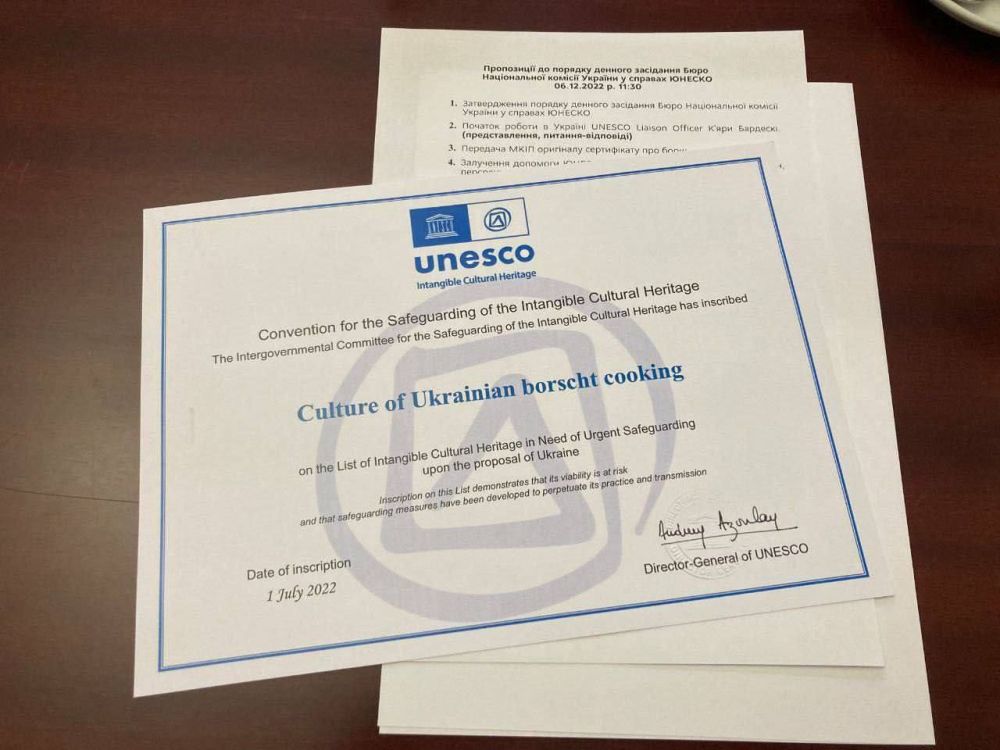 Пропозиції до порядку денного засідання Бюро
Національної комісії України у справах ЮНЕСКО
06.12.2022 р. 11:30
1. Затвердження порядку денного засідання Бюро Національної комісії
України у справах ЮНЕСКО
2. Початок роботи в Україні UNESCO Liaison Officer К'яри Бардескі.
(представлення, питання-відповіді)
3. Передача МКІП оригіналу сертифікату про
4. Залучення допомоги
unesco
Intangible Cultural Heritage
Convention for the Safeguarding of the Intangible Cultural Heritage
The Intergovernmental Committee for the Safeguarding of the Intangible Cultural Heritage has inscribed
Culture of Ukrainian borscht cooking
on the List of Intangible Cultural Heritage in Need of Urgent Safeguarding
upon the proposal of Ukraine
Inscription on this List demonstrates that its viability is at risk
and that safeguarding measures have been developed to perpetuate its practice and transmission
Date of inscription
1 July 2022
Audrey Azoulay
Director-General of UNESCO